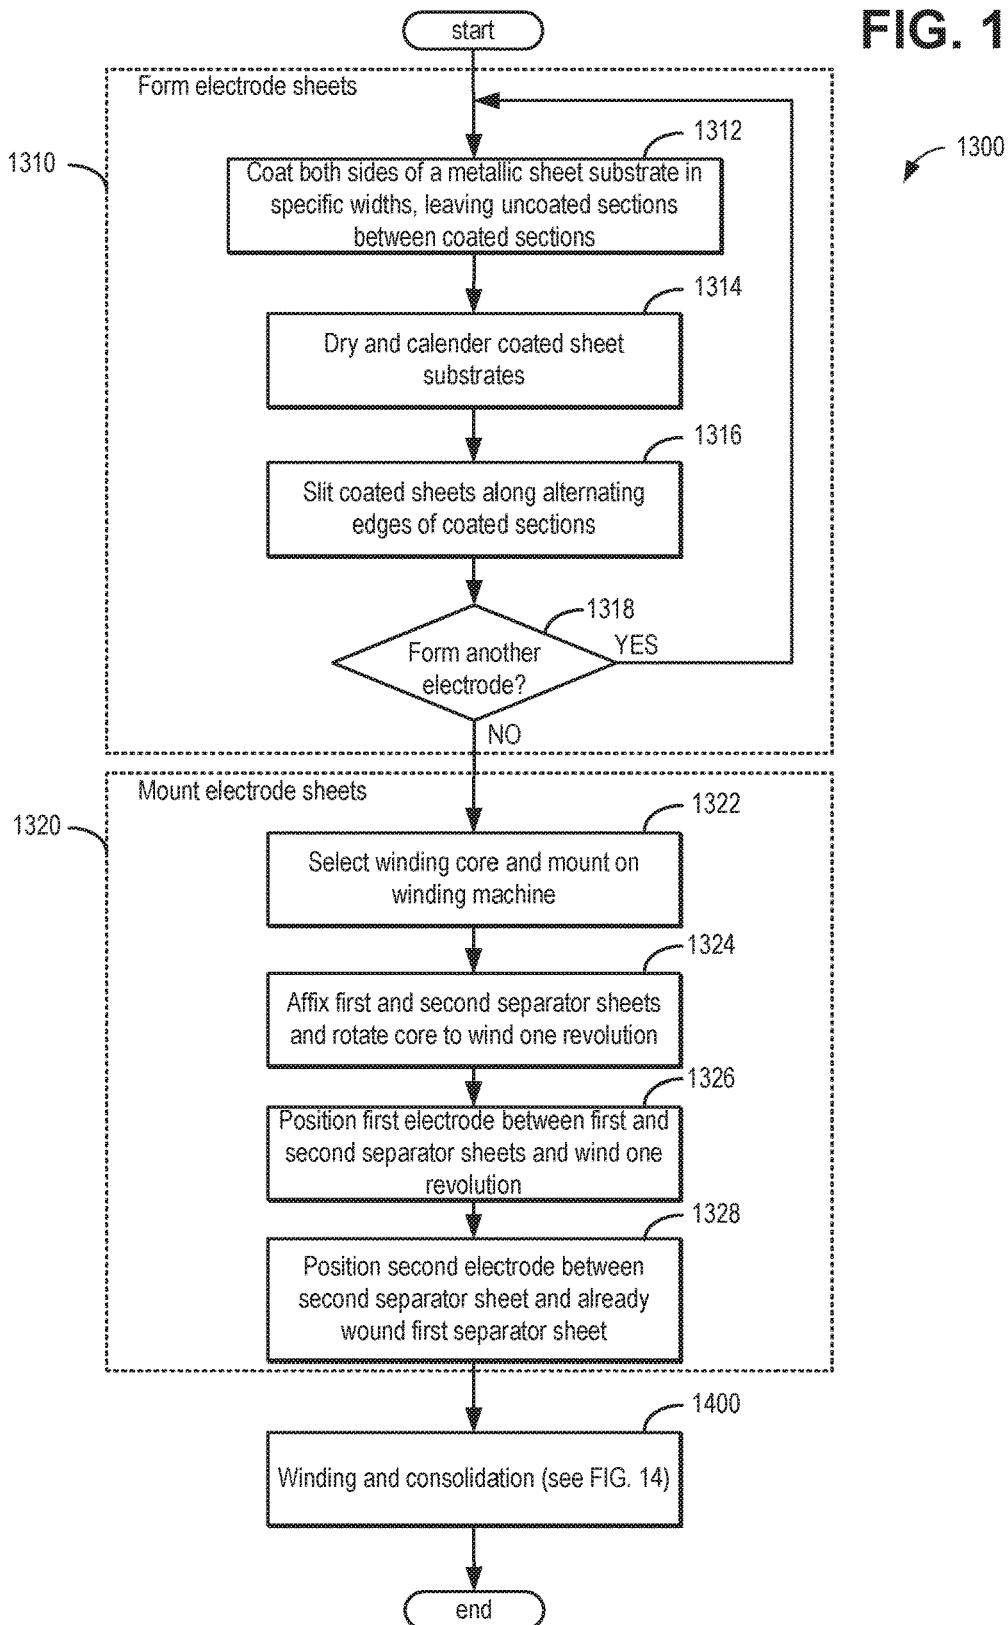 start
FIG. 1
Form electrode sheets
1310
1300
1312
Coat both sides of a metallic sheet substrate in
specific widths, leaving uncoated sections
between coated sections
1314
Dry and calender coated sheet
substrates
1316
Slit coated sheets along alternating
edges of coated sections
1318
Form another
electrode?
YES
NO
Mount electrode sheets
1320
1322
Select winding core and mount on
winding machine
1324
Affix first and second separator sheets
and rotate core to wind one revolution
1326
Position first electrode between first and
second separator sheets and wind one
revolution
1328
Position second electrode between
second separator sheet and already
wound first separator sheet
1400
Winding and consolidation (see FIG. 14)
end